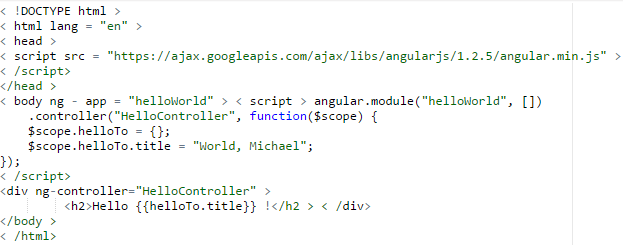 < !DOCTYPE html >
< html lang = "en" >
< head >
< script src = "https://ajax.googleapis.com/ajax/libs/angularjs/1.2.5/angular.min.js" >
< /script>
</head >
< body ng - app = "helloWorld" > < script > angular.module("helloWorld", [])
.controller("HelloController", function($scope) {
$scope.helloTo = {};
$scope.helloTo.title = "World, Michael";
});
< /script>
<div ng-controller="HelloController" >
<h2>Hello {{helloTo.title}} !</h2 > < /div>
</body >
< /html>